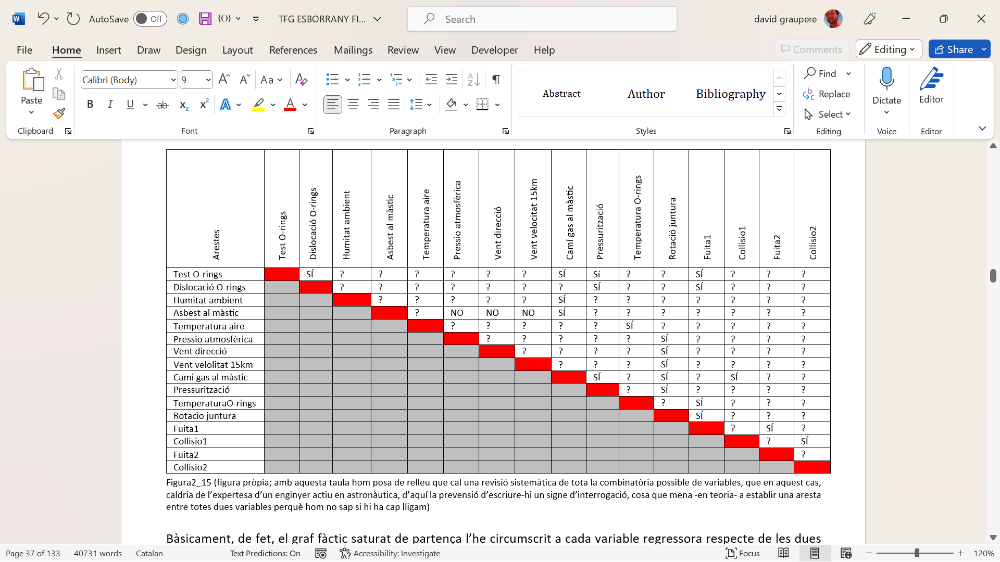 AutoSave Off TFG ESBORRANY FI... Search david graupere
File Home Insert Draw Design Layout References Mailings Review View Developer Help Comments Editing Share
Paste Calibri (Body) 9 Abstract Author Bibliography Find Replace Select Dictate Editor
Clipboard Font Paragraph Styles Editing Voice Editor
Arestes Test O-rings Dislocació O-rings Humitat ambient Asbest al màstic Temperatura aire Pressio atmosfèrica Vent direcció Vent velocitat 15km Camí gas al màstic Pressurització Temperatura O-rings Rotació juntura Fuita1 Collisio1 Fuita2 Collisio2
Test O-rings SÍ ? ? ? ? ? ? SÍ Sí ? ? SÍ ? ? ?
Dislocació O-rings ? ? ? ? ? ? ? SÍ ? ? SÍ ? ? ?
Humitat ambient ? ? ? ? ? SÍ ? ? ? ? ? ? ?
Asbest al màstic ? NO NO NO SÍ ? ? ? ? ? ? ?
Temperatura aire ? ? ? ? ? SÍ ? ? ? ? ?
Pressio atmosfèrica ? ? ? ? ? SÍ ? ? ? ?
Vent direcció ? ? ? ? SÍ ? ? ? ?
Vent velolitat 15km ? ? ? SÍ ? ? ? ?
Cami gas al màstic SÍ ? SÍ ? SÍ ? ?
Pressurització ? SÍ ? ? ? ?
TemperaturaO-rings ? SÍ ? ? ?
Rotacio juntura SÍ ? ? ?
Fuita1 ? SÍ ?
Collisio1 ? SÍ
Fuita2 ?
Collisio2
Figura2_15 (figura pròpia; amb aquesta taula hom posa de relleu que cal una revisió sistemàtica de tota la combinatòria possible de variables, que en aquest cas,
caldria de l’expertesa d’un enginyer actiu en astronàutica, d’aquí la prevensió d’escriure-hi un signe d’interrogació, cosa que mena -en teoria- a establir una aresta
entre totes dues variables perquè hom no sap si hi ha cap lligam)
Bàsicament, de fet, el graf fàctic saturat de partença l’he circumscrit a cada variable regressora respecte de les dues
Page 37 of 133 40731 words Catalan Text Predictions: On Accessibility: Investigate Focus 120%